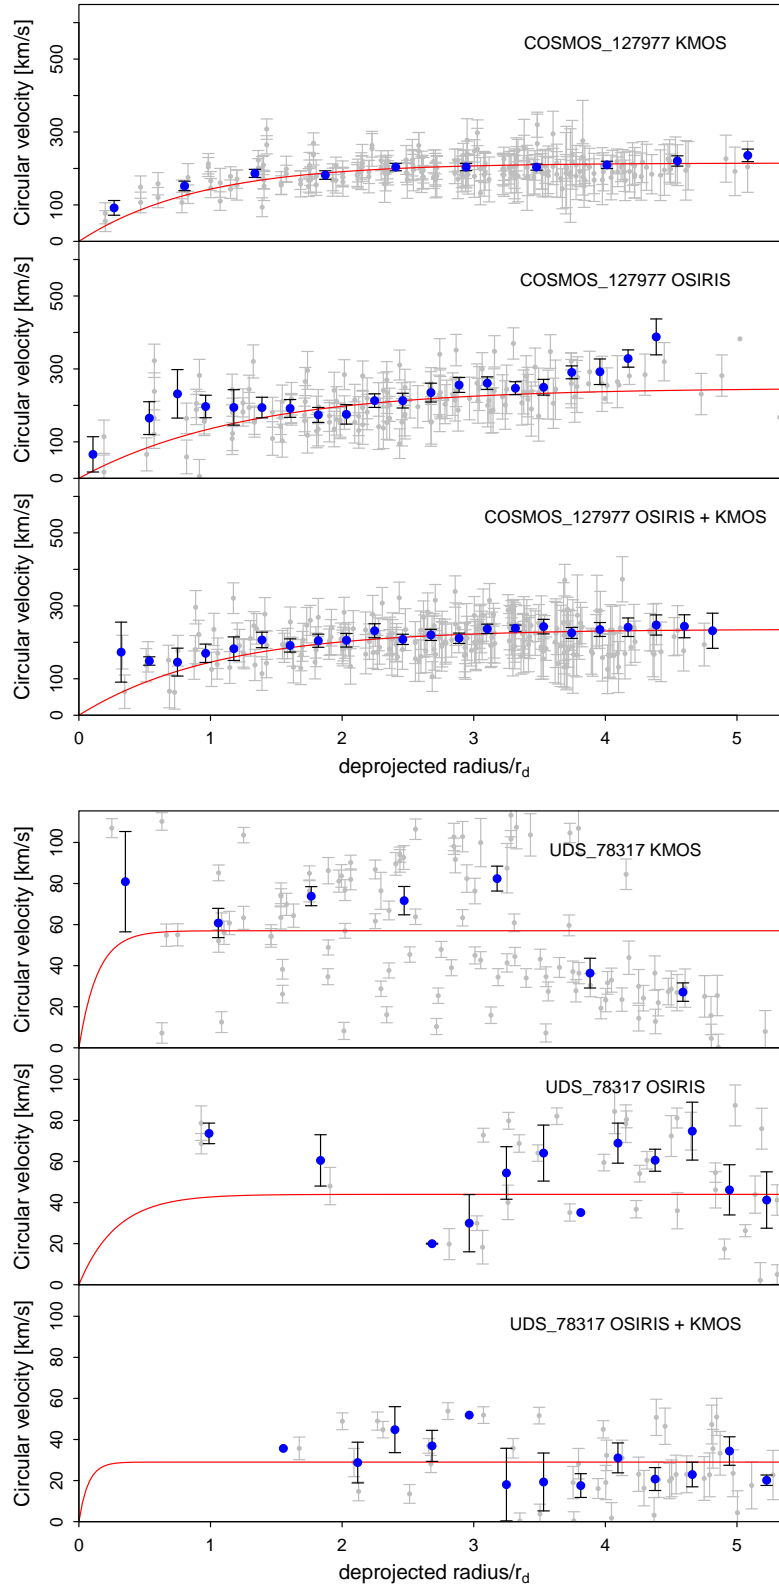 COSMOS_127977 KMOS
Circular velocity [km/s]
500
300
100
0
COSMOS_127977 OSIRIS
Circular velocity [km/s]
500
300
100
0
COSMOS_127977 OSIRIS + KMOS
Circular velocity [km/s]
500
300
100
0
0 1 2 3 4 5
deprojected radius/r_d
UDS_78317 KMOS
Circular velocity [km/s]
100
80
60
40
20
0
UDS_78317 OSIRIS
Circular velocity [km/s]
100
80
60
40
20
0
UDS_78317 OSIRIS + KMOS
Circular velocity [km/s]
100
80
60
40
20
0
0 1 2 3 4 5
deprojected radius/r_d